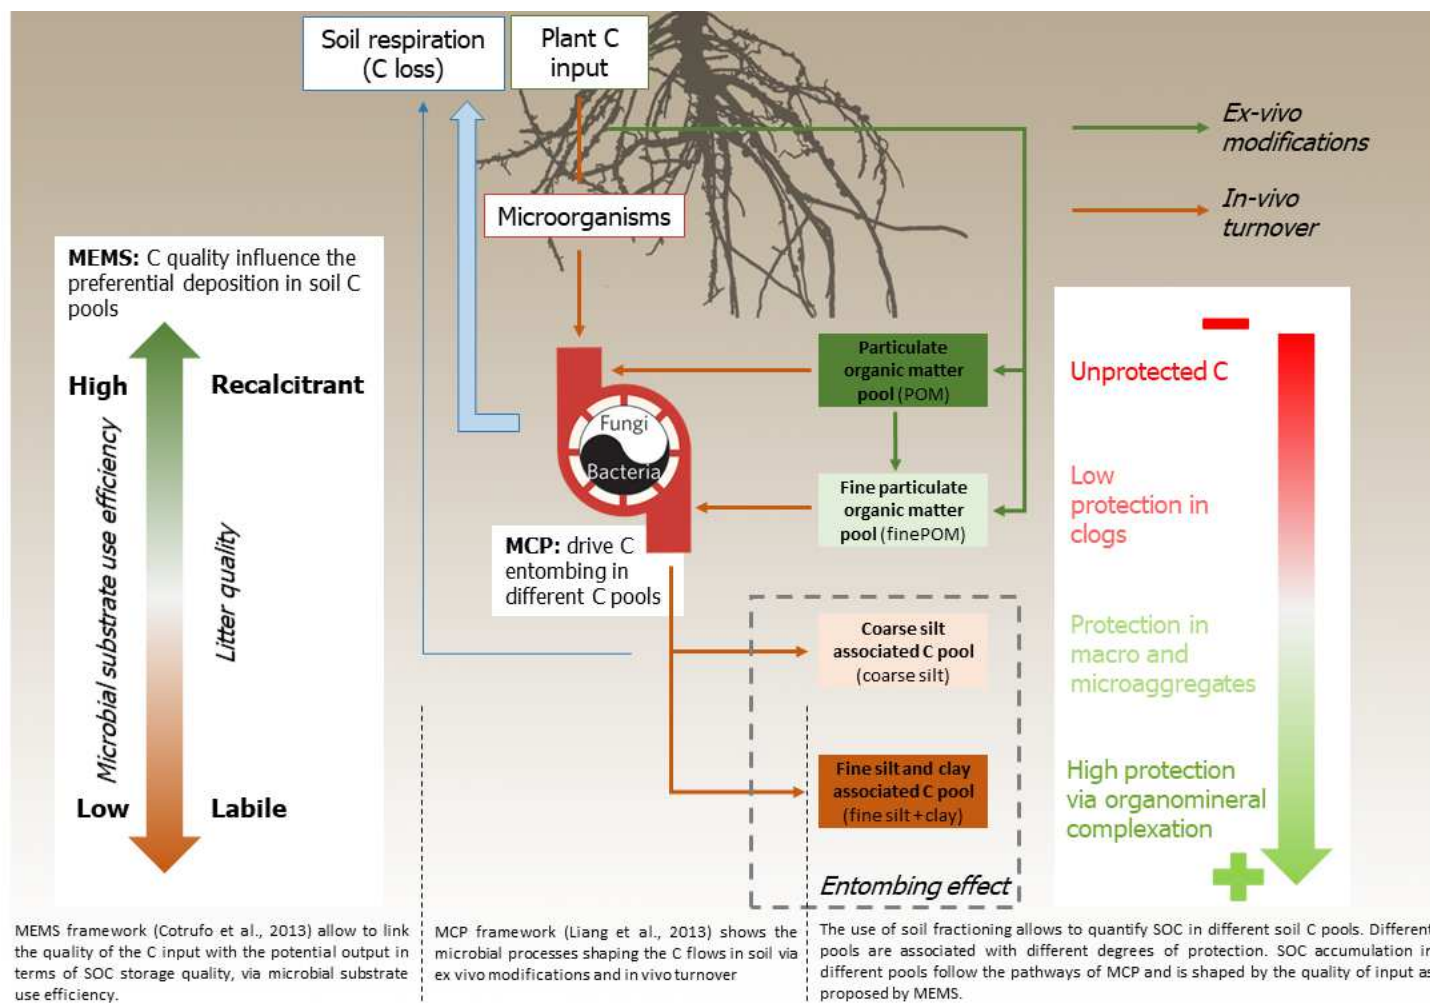 Soil respiration
(C loss)
Plant C
input
Ex-vivo
modifications
In-vivo
turnover
Microorganisms
MEMS: C quality influence the
preferential deposition in soil C
pools
High
Recalcitrant
Microbial substrate use efficiency
Litter quality
Low
Labile
Fungi
Bacteria
MCP: drive C
entombing in
different C pools
Particulate
organic matter
pool (POM)
Fine particulate
organic matter
pool (finePOM)
Coarse silt
associated C pool
(coarse silt)
Fine silt and clay
associated C pool
(fine silt + clay)
Entombing effect
Unprotected C
Low
protection in
clogs
Protection in
macro and
microaggregates
High protection
via organomineral
complexation
MEMS framework (Cotrufo et al., 2013) allow to link
the quality of the C input with the potential output in
terms of SOC storage quality, via microbial substrate
use efficiency.
MCP framework (Liang et al., 2013) shows the
microbial processes shaping the C flows in soil via
ex vivo modifications and in vivo turnover
The use of soil fractioning allows to quantify SOC in different soil C pools. Different
pools are associated with different degrees of protection. SOC accumulation in
different pools follow the pathways of MCP and is shaped by the quality of input as
proposed by MEMS.